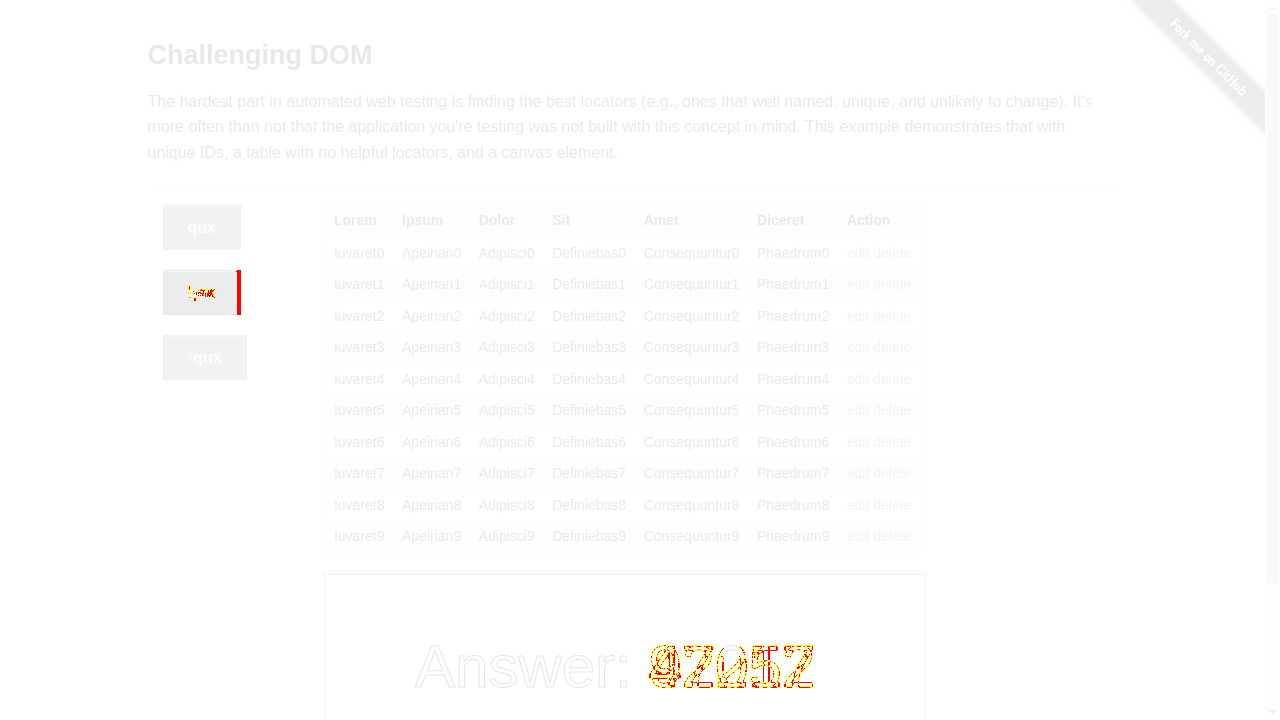 Fork me on GitHub
Challenging DOM
The hardest part in automated web testing is finding the best locators (e.g., ones that well named, unique, and unlikely to change). It's
more often than not that the application you're testing was not built with this concept in mind. This example demonstrates that with
unique IDs, a table with no helpful locators, and a canvas element.
qux
qux
Lorem Ipsum Dolor Sit Amet Diceret Action
Iuvaret0 Apeirian0 Adipisci0 Definiebas0 Consequuntur0 Phaedrum0 edit delete
Iuvaret1 Apeirian1 Adipisci1 Definiebas1 Consequuntur1 Phaedrum1 edit delete
Iuvaret2 Apeirian2 Adipisci2 Definiebas2 Consequuntur2 Phaedrum2 edit delete
Iuvaret3 Apeirian3 Adipisci3 Definiebas3 Consequuntur3 Phaedrum3 edit delete
Iuvaret4 Apeirian4 Adipisci4 Definiebas4 Consequuntur4 Phaedrum4 edit delete
Iuvaret5 Apeirian5 Adipisci5 Definiebas5 Consequuntur5 Phaedrum5 edit delete
Iuvaret6 Apeirian6 Adipisci6 Definiebas6 Consequuntur6 Phaedrum6 edit delete
Iuvaret7 Apeirian7 Adipisci7 Definiebas7 Consequuntur7 Phaedrum7 edit delete
Iuvaret8 Apeirian8 Adipisci8 Definiebas8 Consequuntur8 Phaedrum8 edit delete
Iuvaret9 Apeirian9 Adipisci9 Definiebas9 Consequuntur9 Phaedrum9 edit delete
Answer: